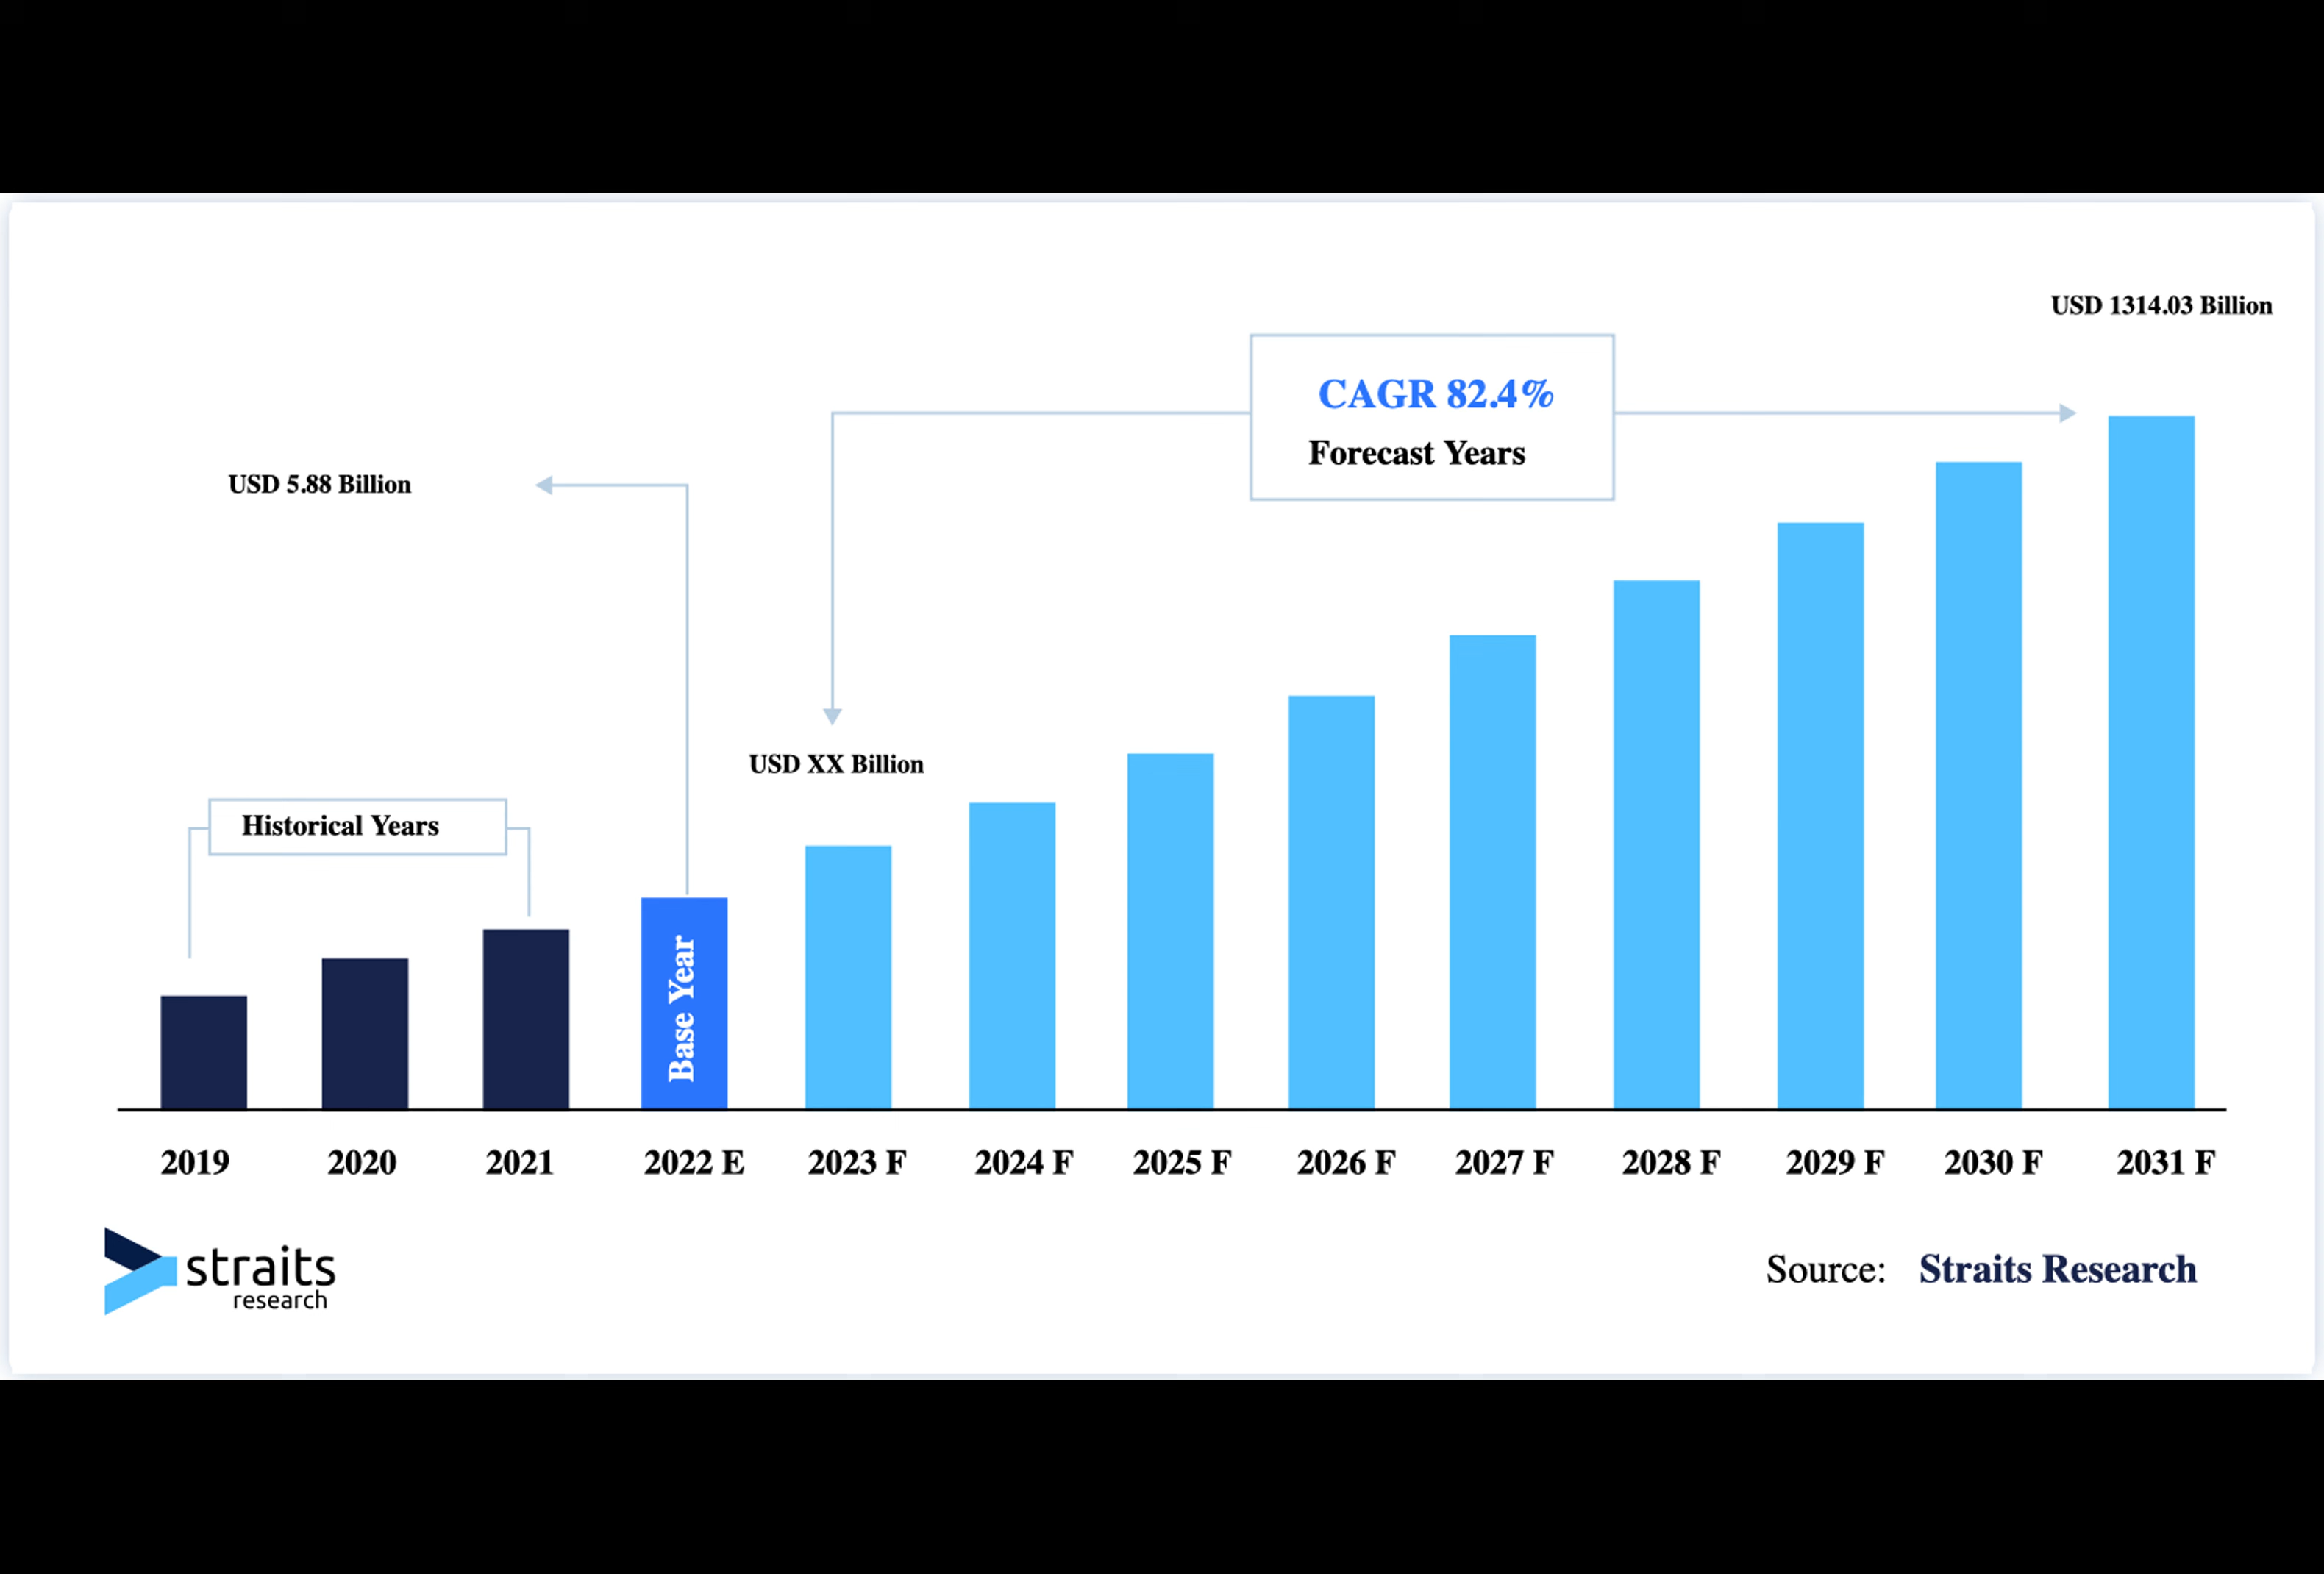 USD 1314.03 Billion
CAGR 82.4%
Forecast Years
USD 5.88 Billion
USD XX Billion
Historical Years
Base Year
2019 2020 2021 2022 E 2023 F 2024 F 2025 F 2026 F 2027 F 2028 F 2029 F 2030 F 2031 F
straits
research
Source: Straits Research